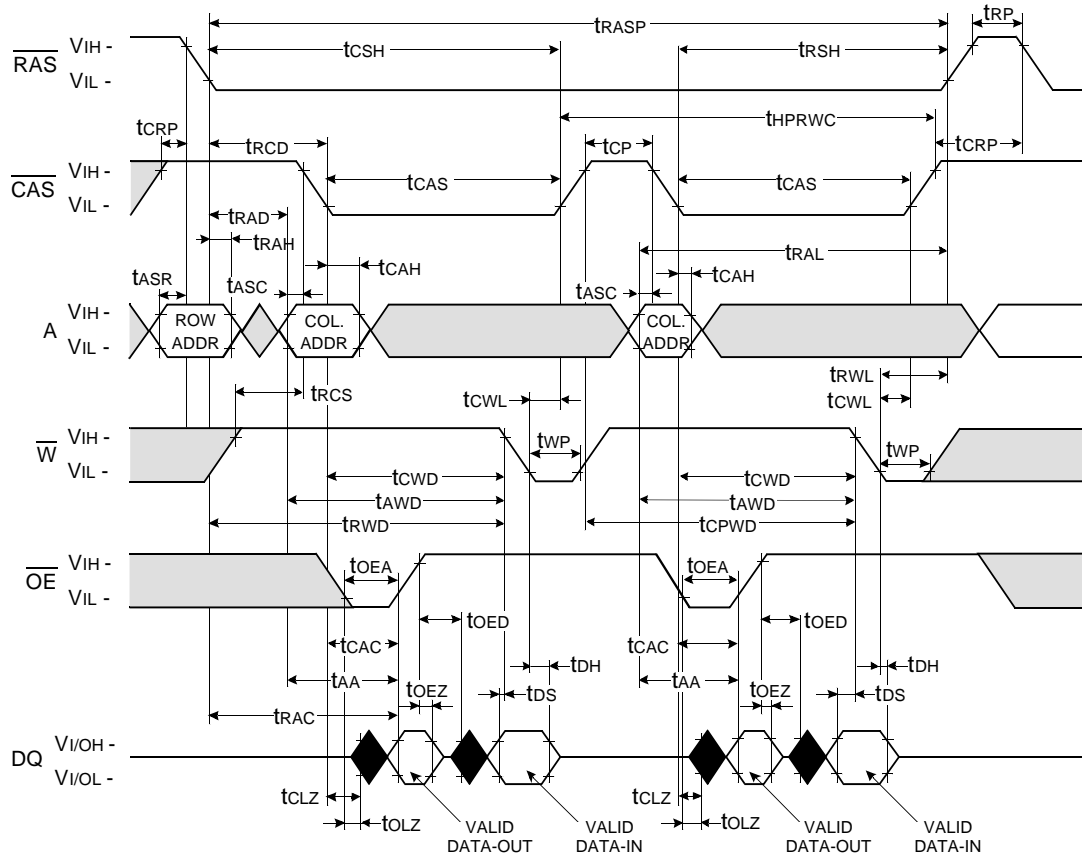 tRASP
tRP
VIH -
RAS
VIL -
tCSH
tRSH
tHPRWC
tCRP
tRCD
tCP
tCRP
VIH -
CAS
VIL -
tCAS
tCAS
tRAD
tRAH
tCAH
tRAL
tCAH
tASR
tASC
tASC
VIH -
A
VIL -
ROW
ADDR
COL.
ADDR
COL.
ADDR
tRCS
tCWL
tRWL
tCWL
VIH -
W
VIL -
tWP
tWP
tCWD
tCWD
tAWD
tAWD
tRWD
tCPWD
VIH -
OE
VIL -
tOEA
tOEA
tOED
tOED
tCAC
tCAC
tDH
tDH
tAA
tAA
tOEZ
tDS
tOEZ
tDS
tRAC
VI/OH -
DQ
VI/OL -
tCLZ
tCLZ
tOLZ
tOLZ
VALID
DATA-OUT
VALID
DATA-IN
VALID
DATA-OUT
VALID
DATA-IN